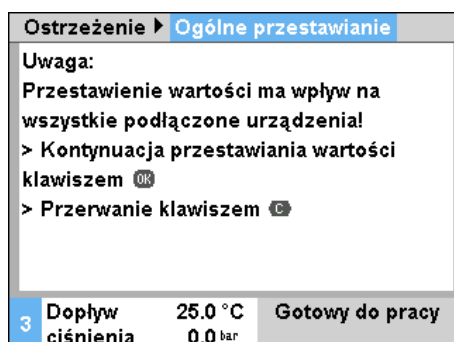 Ostrzeżenie ▶ Ogólne przestawianie
Uwaga:
Przestawienie wartości ma wpływ na
wszystkie podłączone urządzenia!
> Kontynuacja przestawiania wartości
klawiszem OK
> Przerwanie klawiszem C
3 Dopływ 25.0 °C Gotowy do pracy
ciśnienia 0.0 bar